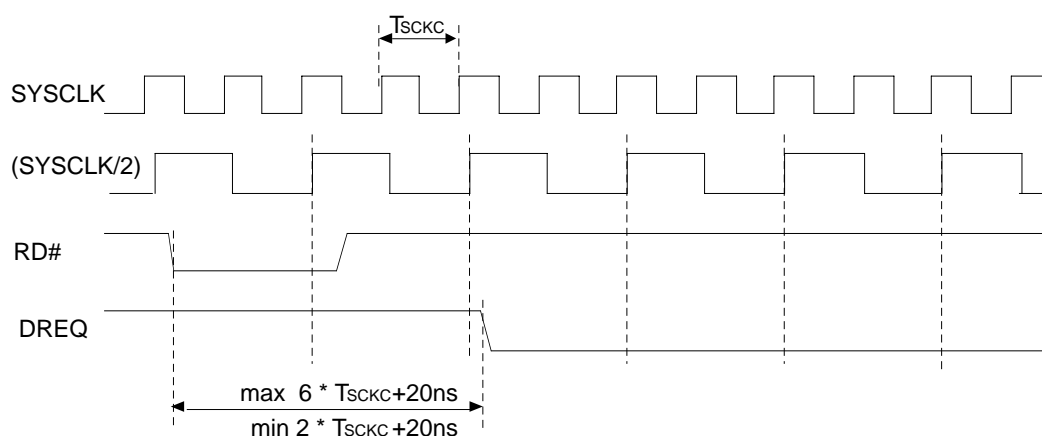 TSCKC
SYSCLK
(SYSCLK/2)
RD#
DREQ
max 6 * TSCKC+20ns
min 2 * TSCKC+20ns